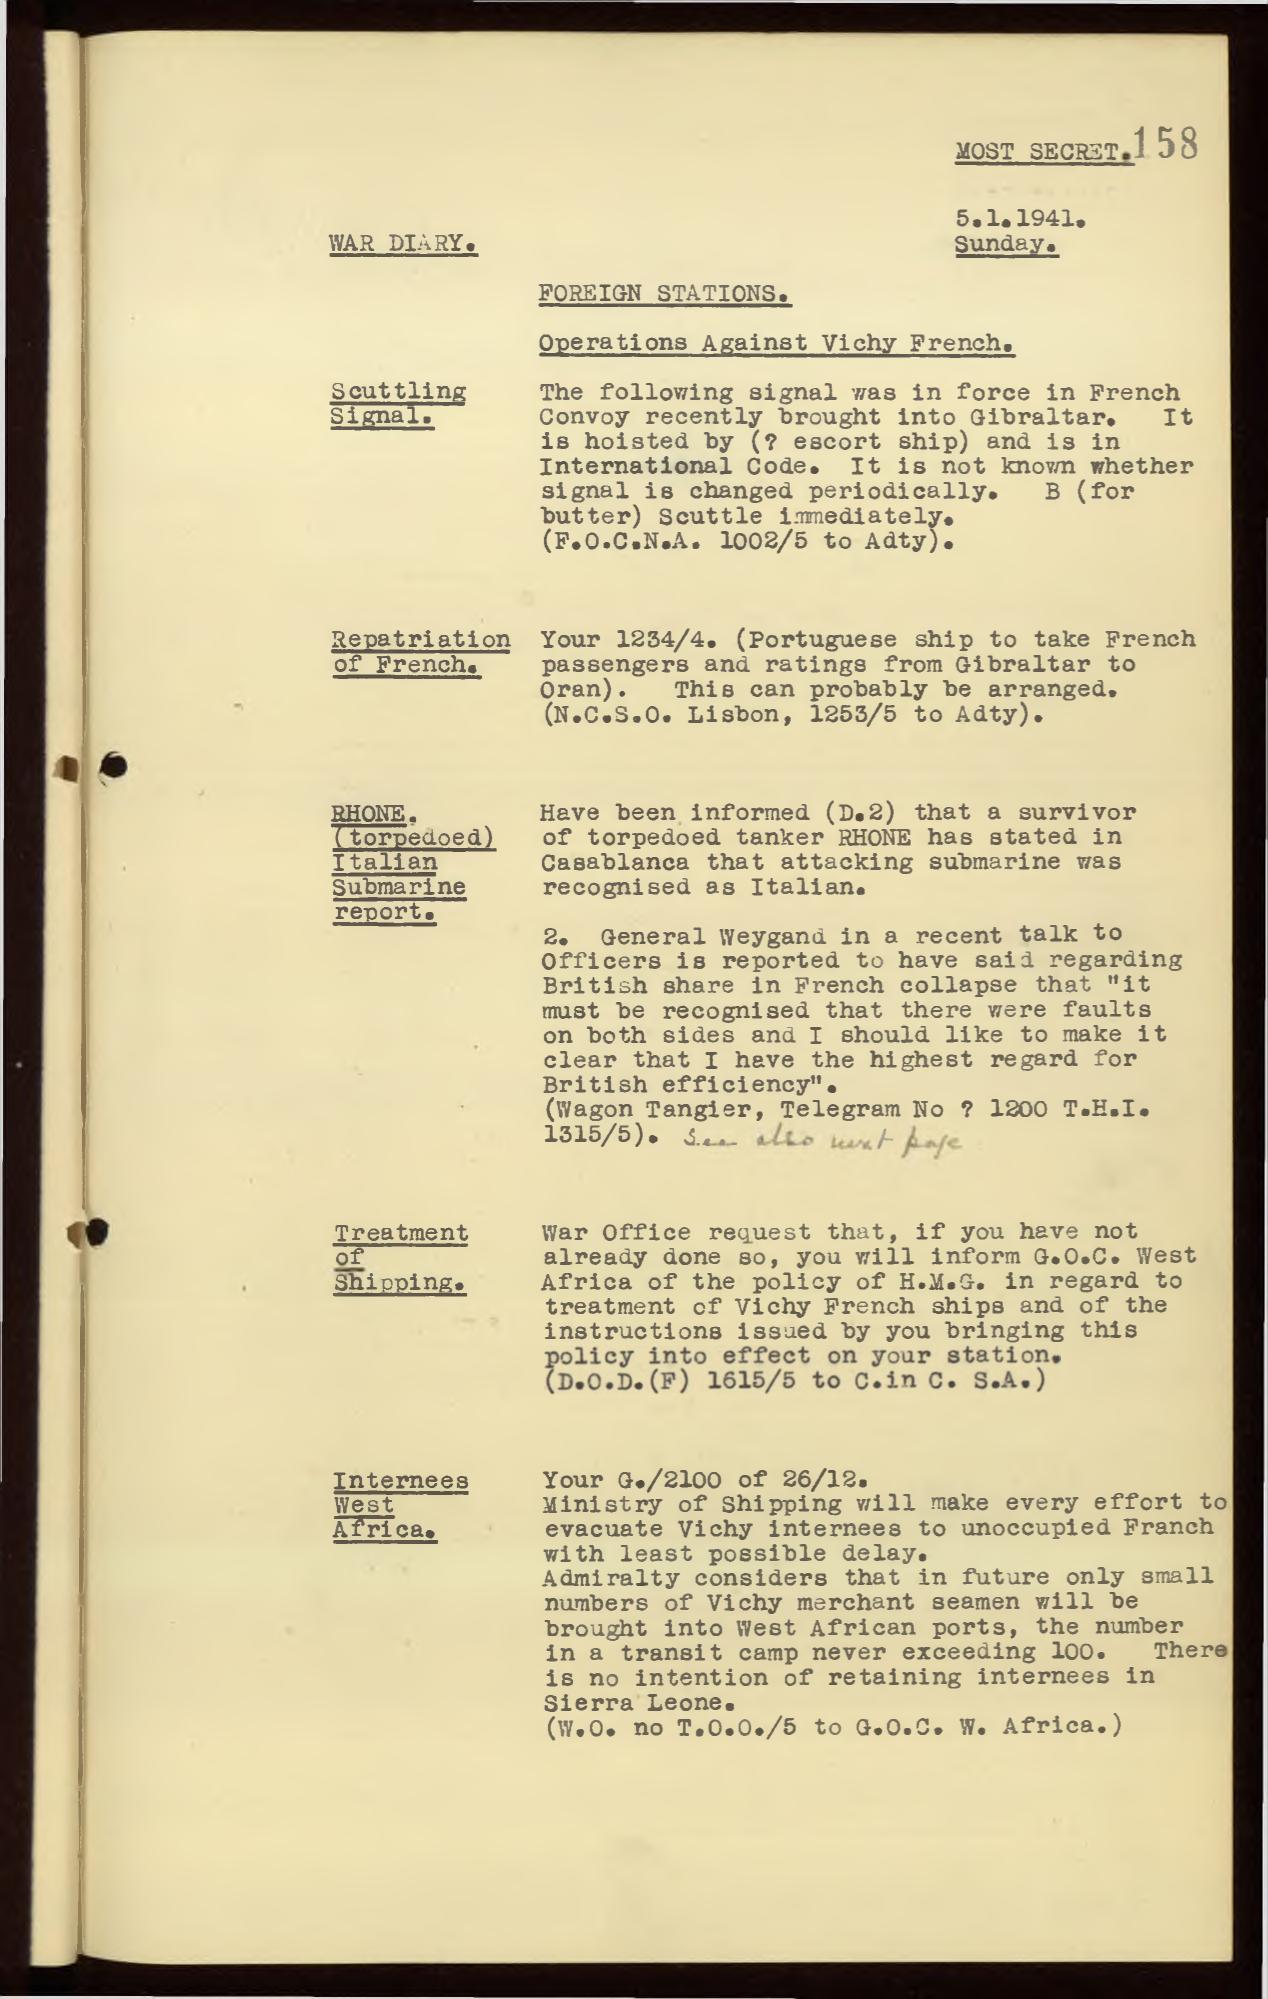 MOST SECRET. 158
5.1.1941.
Sunday.
WAR DIARY.
FOREIGN STATIONS.
Operations Against Vichy French.
Scuttling
Signal.
The following signal was in force in French
Convoy recently brought into Gibraltar. It
is hoisted by (? escort ship) and is in
International Code. It is not known whether
signal is changed periodically. B (for
butter) Scuttle immediately.
(F.O.C.N.A. 1002/5 to Adty).
Repatriation
of French.
Your 1234/4. (Portuguese ship to take French
passengers and ratings from Gibraltar to
Oran). This can probably be arranged.
(N.C.S.O. Lisbon, 1253/5 to Adty).
RHONE.
(torpedoed)
Italian
Submarine
report.
Have been informed (D.2) that a survivor
of torpedoed tanker RHONE has stated in
Casablanca that attacking submarine was
recognised as Italian.
2. General Weygand in a recent talk to
Officers is reported to have said regarding
British share in French collapse that "it
must be recognised that there were faults
on both sides and I should like to make it
clear that I have the highest regard for
British efficiency".
(Wagon Tangier, Telegram No ? 1200 T.H.I.
1315/5). See also next page
Treatment
of
Shipping.
War Office request that, if you have not
already done so, you will inform G.O.C. West
Africa of the policy of H.M.G. in regard to
treatment of Vichy French ships and of the
instructions issued by you bringing this
policy into effect on your station.
(D.O.D.(F) 1615/5 to C.in C. S.A.)
Internees
West
Africa.
Your G./2100 of 26/12.
Ministry of Shipping will make every effort to
evacuate Vichy internees to unoccupied Franch
with least possible delay.
Admiralty considers that in future only small
numbers of Vichy merchant seamen will be
brought into West African ports, the number
in a transit camp never exceeding 100. There
is no intention of retaining internees in
Sierra Leone.
(W.O. no T.O.O./5 to G.O.C. W. Africa.)